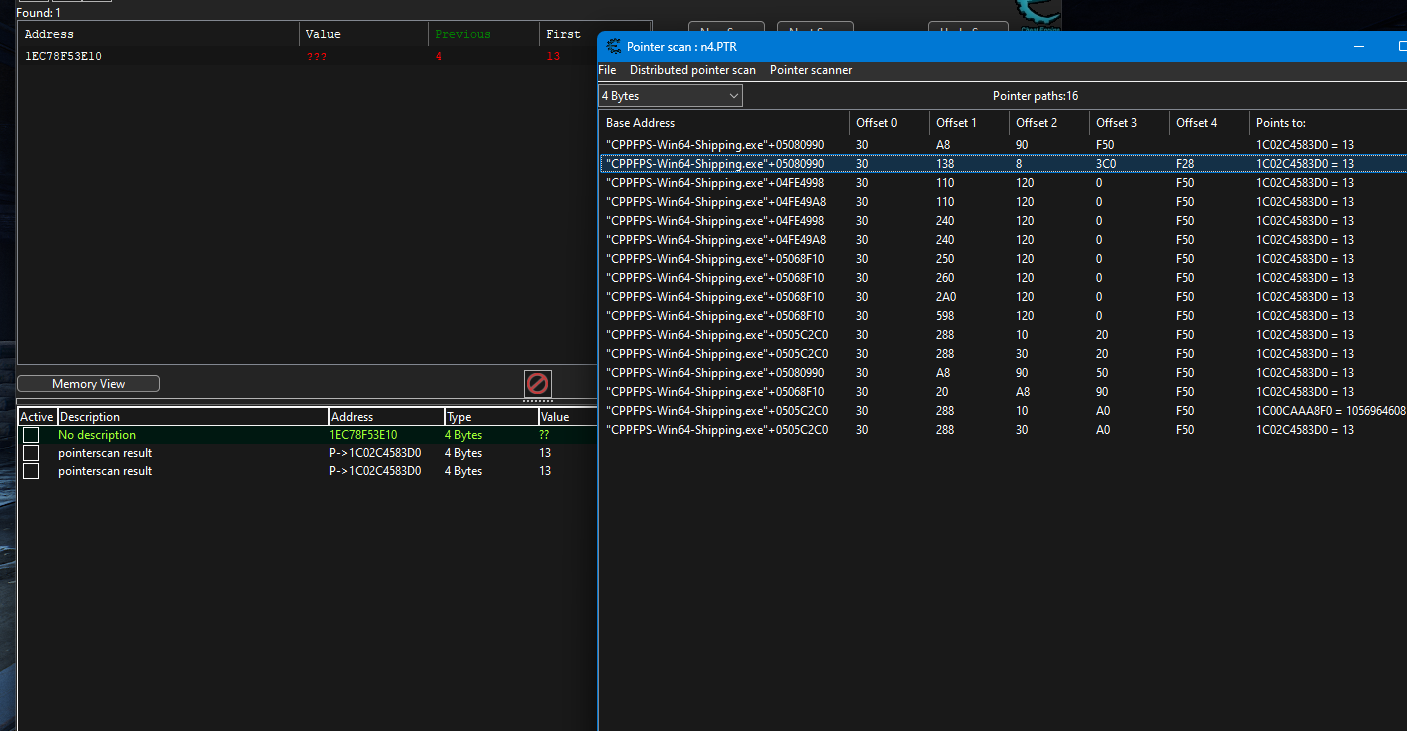 Found: 1
Address Value Previous First
1EC78F53E10 ??? 4 13
Memory View
Active Description Address Type Value
No description 1EC78F53E10 4 Bytes ??
pointerscan result P->1C02C4583D0 4 Bytes 13
pointerscan result P->1C02C4583D0 4 Bytes 13
Pointer scan : n4.PTR
File Distributed pointer scan Pointer scanner
4 Bytes Pointer paths:16
Base Address Offset 0 Offset 1 Offset 2 Offset 3 Offset 4 Points to:
"CPPFPS-Win64-Shipping.exe"+05080990 30 A8 90 F50 1C02C4583D0 = 13
"CPPFPS-Win64-Shipping.exe"+05080990 30 138 8 3C0 F28 1C02C4583D0 = 13
"CPPFPS-Win64-Shipping.exe"+04FE4998 30 110 120 0 F50 1C02C4583D0 = 13
"CPPFPS-Win64-Shipping.exe"+04FE49A8 30 110 120 0 F50 1C02C4583D0 = 13
"CPPFPS-Win64-Shipping.exe"+04FE4998 30 240 120 0 F50 1C02C4583D0 = 13
"CPPFPS-Win64-Shipping.exe"+04FE49A8 30 240 120 0 F50 1C02C4583D0 = 13
"CPPFPS-Win64-Shipping.exe"+05068F10 30 250 120 0 F50 1C02C4583D0 = 13
"CPPFPS-Win64-Shipping.exe"+05068F10 30 260 120 0 F50 1C02C4583D0 = 13
"CPPFPS-Win64-Shipping.exe"+05068F10 30 2A0 120 0 F50 1C02C4583D0 = 13
"CPPFPS-Win64-Shipping.exe"+05068F10 30 598 120 0 F50 1C02C4583D0 = 13
"CPPFPS-Win64-Shipping.exe"+0505C2C0 30 288 10 20 F50 1C02C4583D0 = 13
"CPPFPS-Win64-Shipping.exe"+0505C2C0 30 288 30 20 F50 1C02C4583D0 = 13
"CPPFPS-Win64-Shipping.exe"+05080990 30 A8 90 50 F50 1C02C4583D0 = 13
"CPPFPS-Win64-Shipping.exe"+05068F10 30 20 A8 90 F50 1C02C4583D0 = 13
"CPPFPS-Win64-Shipping.exe"+0505C2C0 30 288 10 A0 F50 1C00CAAA8F0 = 1056964608
"CPPFPS-Win64-Shipping.exe"+0505C2C0 30 288 30 A0 F50 1C02C4583D0 = 13